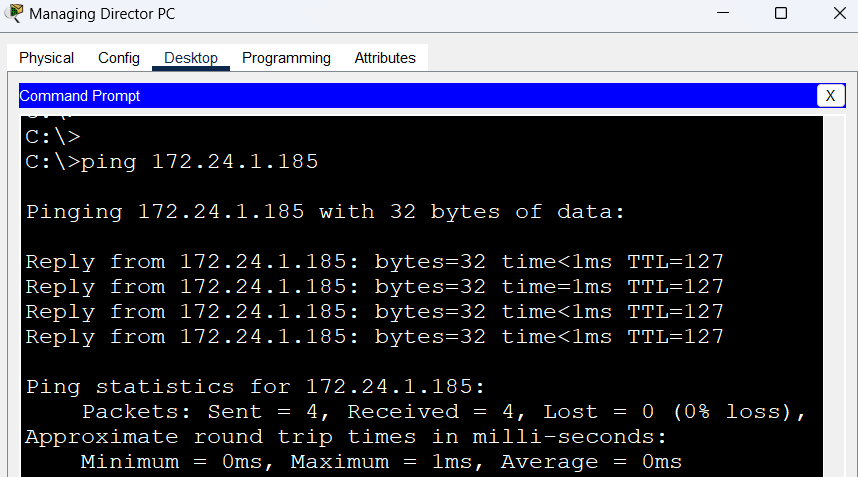 Managing Director PC
Physical Config Desktop Programming Attributes
Command Prompt X
C:\>
C:\>ping 172.24.1.185
Pinging 172.24.1.185 with 32 bytes of data:
Reply from 172.24.1.185: bytes=32 time<1ms TTL=127
Reply from 172.24.1.185: bytes=32 time=1ms TTL=127
Reply from 172.24.1.185: bytes=32 time<1ms TTL=127
Reply from 172.24.1.185: bytes=32 time<1ms TTL=127
Ping statistics for 172.24.1.185:
Packets: Sent = 4, Received = 4, Lost = 0 (0% loss),
Approximate round trip times in milli-seconds:
Minimum = 0ms, Maximum = 1ms, Average = 0ms